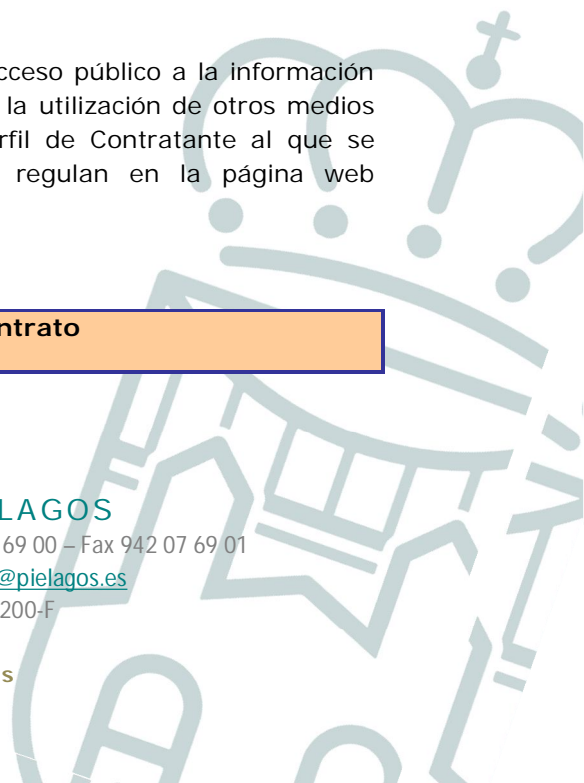 cceso público a la información
la utilización de otros medios
rfil de Contratante al que se
regulan en la página web
ntrato
LAGOS
69 00 – Fax 942 07 69 01
@pielagos.es
200-F
s